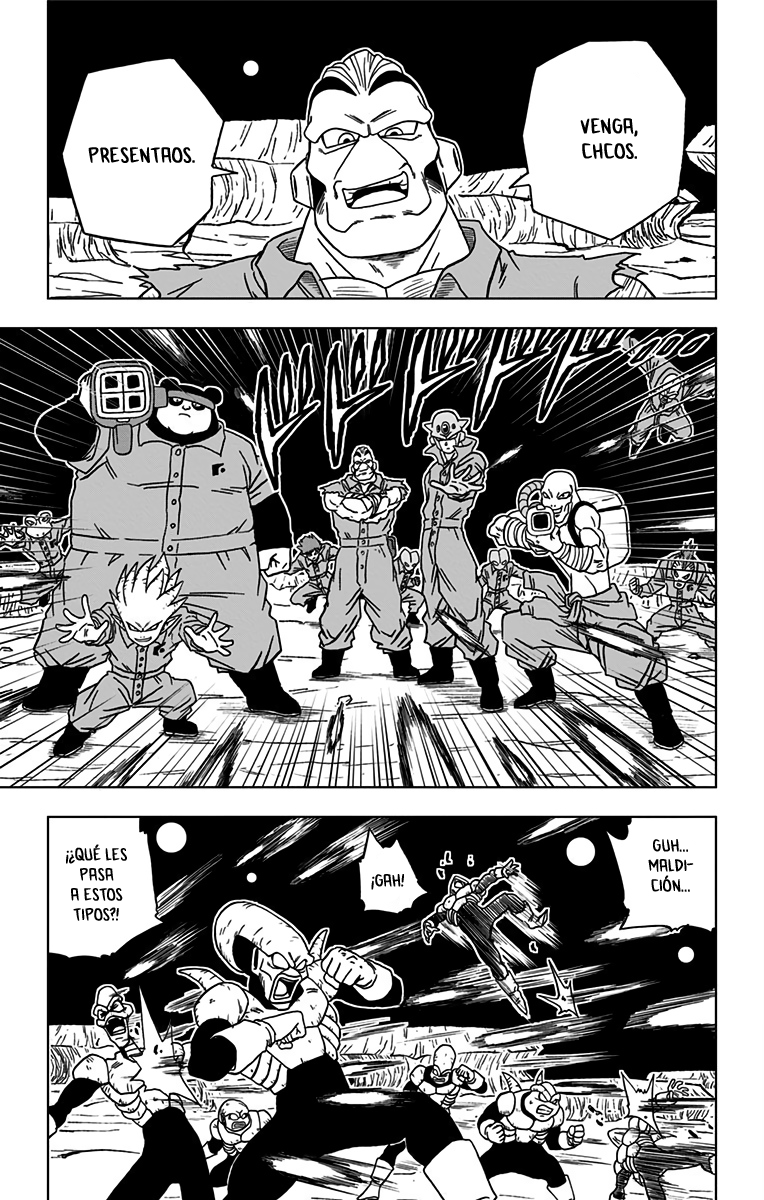 VENGA,
CHCOS.
PRESENTAOS.
GUH...
MALDI-
CIÓN...
¡GAH!
¡¿QUÉ LES
PASA
A ESTOS
TIPOS?!